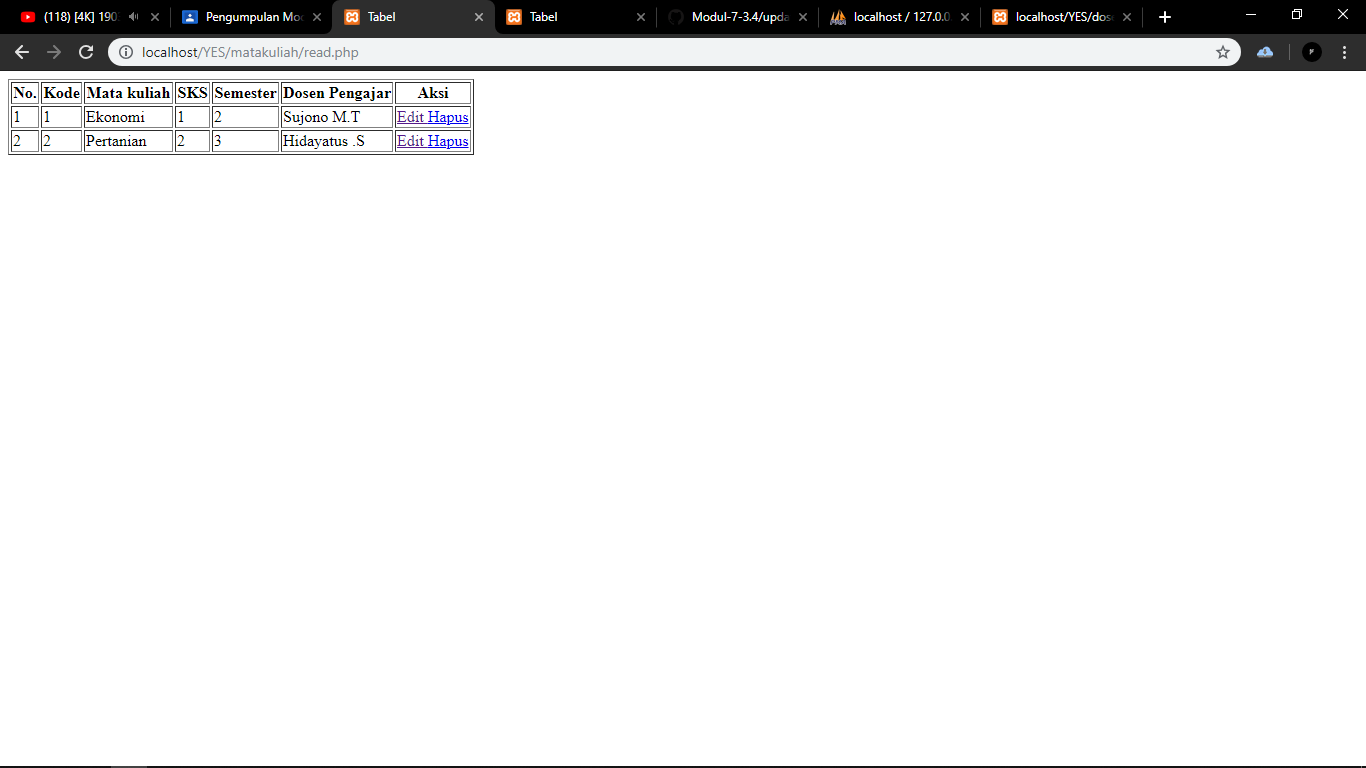 (118) [4K] 190 Pengumpulan Mod Tabel Tabel Modul-7-3.4/upda localhost / 127.0.0 localhost/YES/dose
localhost/YES/matakuliah/read.php
No. Kode Mata kuliah SKS Semester Dosen Pengajar Aksi
1 1 Ekonomi 1 2 Sujono M.T Edit Hapus
2 2 Pertanian 2 3 Hidayatus .S Edit Hapus